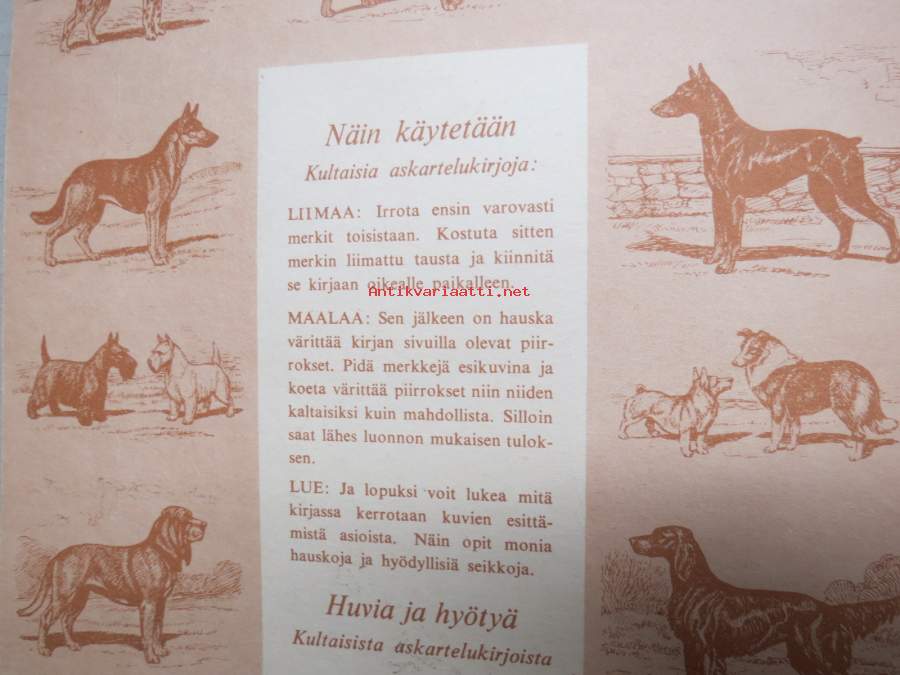 Näin käytetään
Kultaisia askartelukirjoja:
LIIMAA: Irrota ensin varovasti
merkit toisistaan. Kostuta sitten
merkin liimattu tausta ja kiinnitä
se kirjaan oikealle paikalleen.
Antikvariaatti.net
MAALAA: Sen jälkeen on hauska
värittää kirjan sivuilla olevat piir-
rokset. Pidä merkkejä esikuvina ja
koeta värittää piirrokset niin niiden
kaltaisiksi kuin mahdollista. Silloin
saat lähes luonnon mukaisen tulok-
sen.
LUE: Ja lopuksi voit lukea mitä
kirjassa kerrotaan kuvien esittä-
mistä asioista. Näin opit monia
hauskoja ja hyödyllisiä seikkoja.
Huvia ja hyötyä
Kultaisista askartelukirjoista